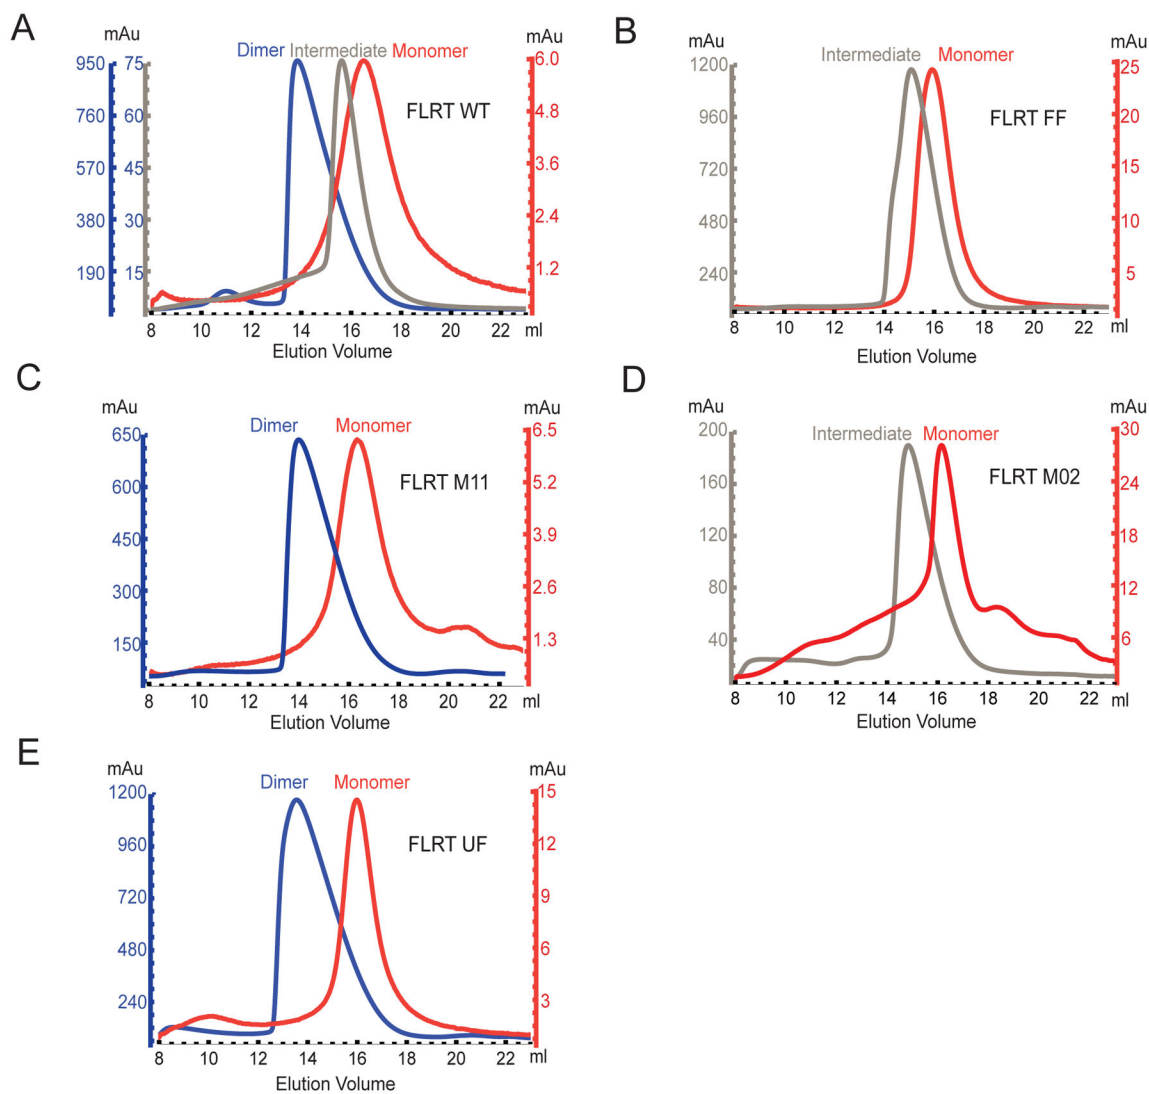 A
mAu
mAu
Dimer Intermediate Monomer
950 75 6.0
760 60 4.8
FLRT WT
570 45 3.6
380 30 2.4
190 15 1.2
8 10 12 14 16 18 20 22 ml
Elution Volume
B
mAu
mAu
Intermediate Monomer
1200 25
960 20
FLRT FF
720 15
480 10
240 5
8 10 12 14 16 18 20 22 ml
Elution Volume
C
mAu
mAu
Dimer Monomer
650 6.5
600 5.2
FLRT M11
450 3.9
300 2.6
150 1.3
8 10 12 14 16 18 20 22 ml
Elution Volume
D
mAu
mAu
Intermediate Monomer
200 30
160 24
FLRT M02
120 18
80 12
40 6
8 10 12 14 16 18 20 22 ml
Elution Volume
E
mAu
mAu
Dimer Monomer
1200 15
960 12
FLRT UF
720 9
480 6
240 3
8 10 12 14 16 18 20 22 ml
Elution Volume